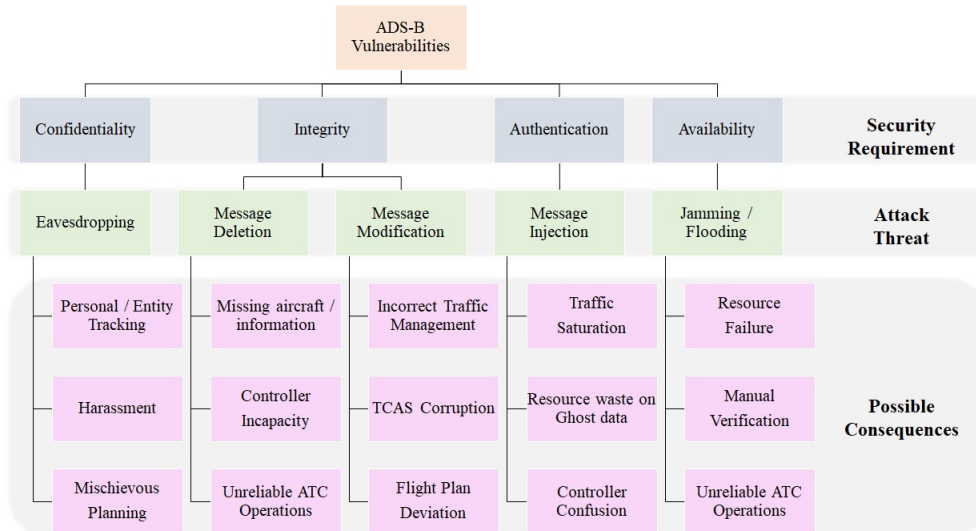 ADS-B
Vulnerabilities
Confidentiality
Integrity
Authentication
Availability
Security
Requirement
Eavesdropping
Message
Deletion
Message
Modification
Message
Injection
Jamming /
Flooding
Attack
Threat
Personal / Entity
Tracking
Missing aircraft /
information
Incorrect Traffic
Management
Traffic
Saturation
Resource
Failure
Harassment
Controller
Incapacity
TCAS Corruption
Resource waste on
Ghost data
Manual
Verification
Possible
Consequences
Mischievous
Planning
Unreliable ATC
Operations
Flight Plan
Deviation
Controller
Confusion
Unreliable ATC
Operations